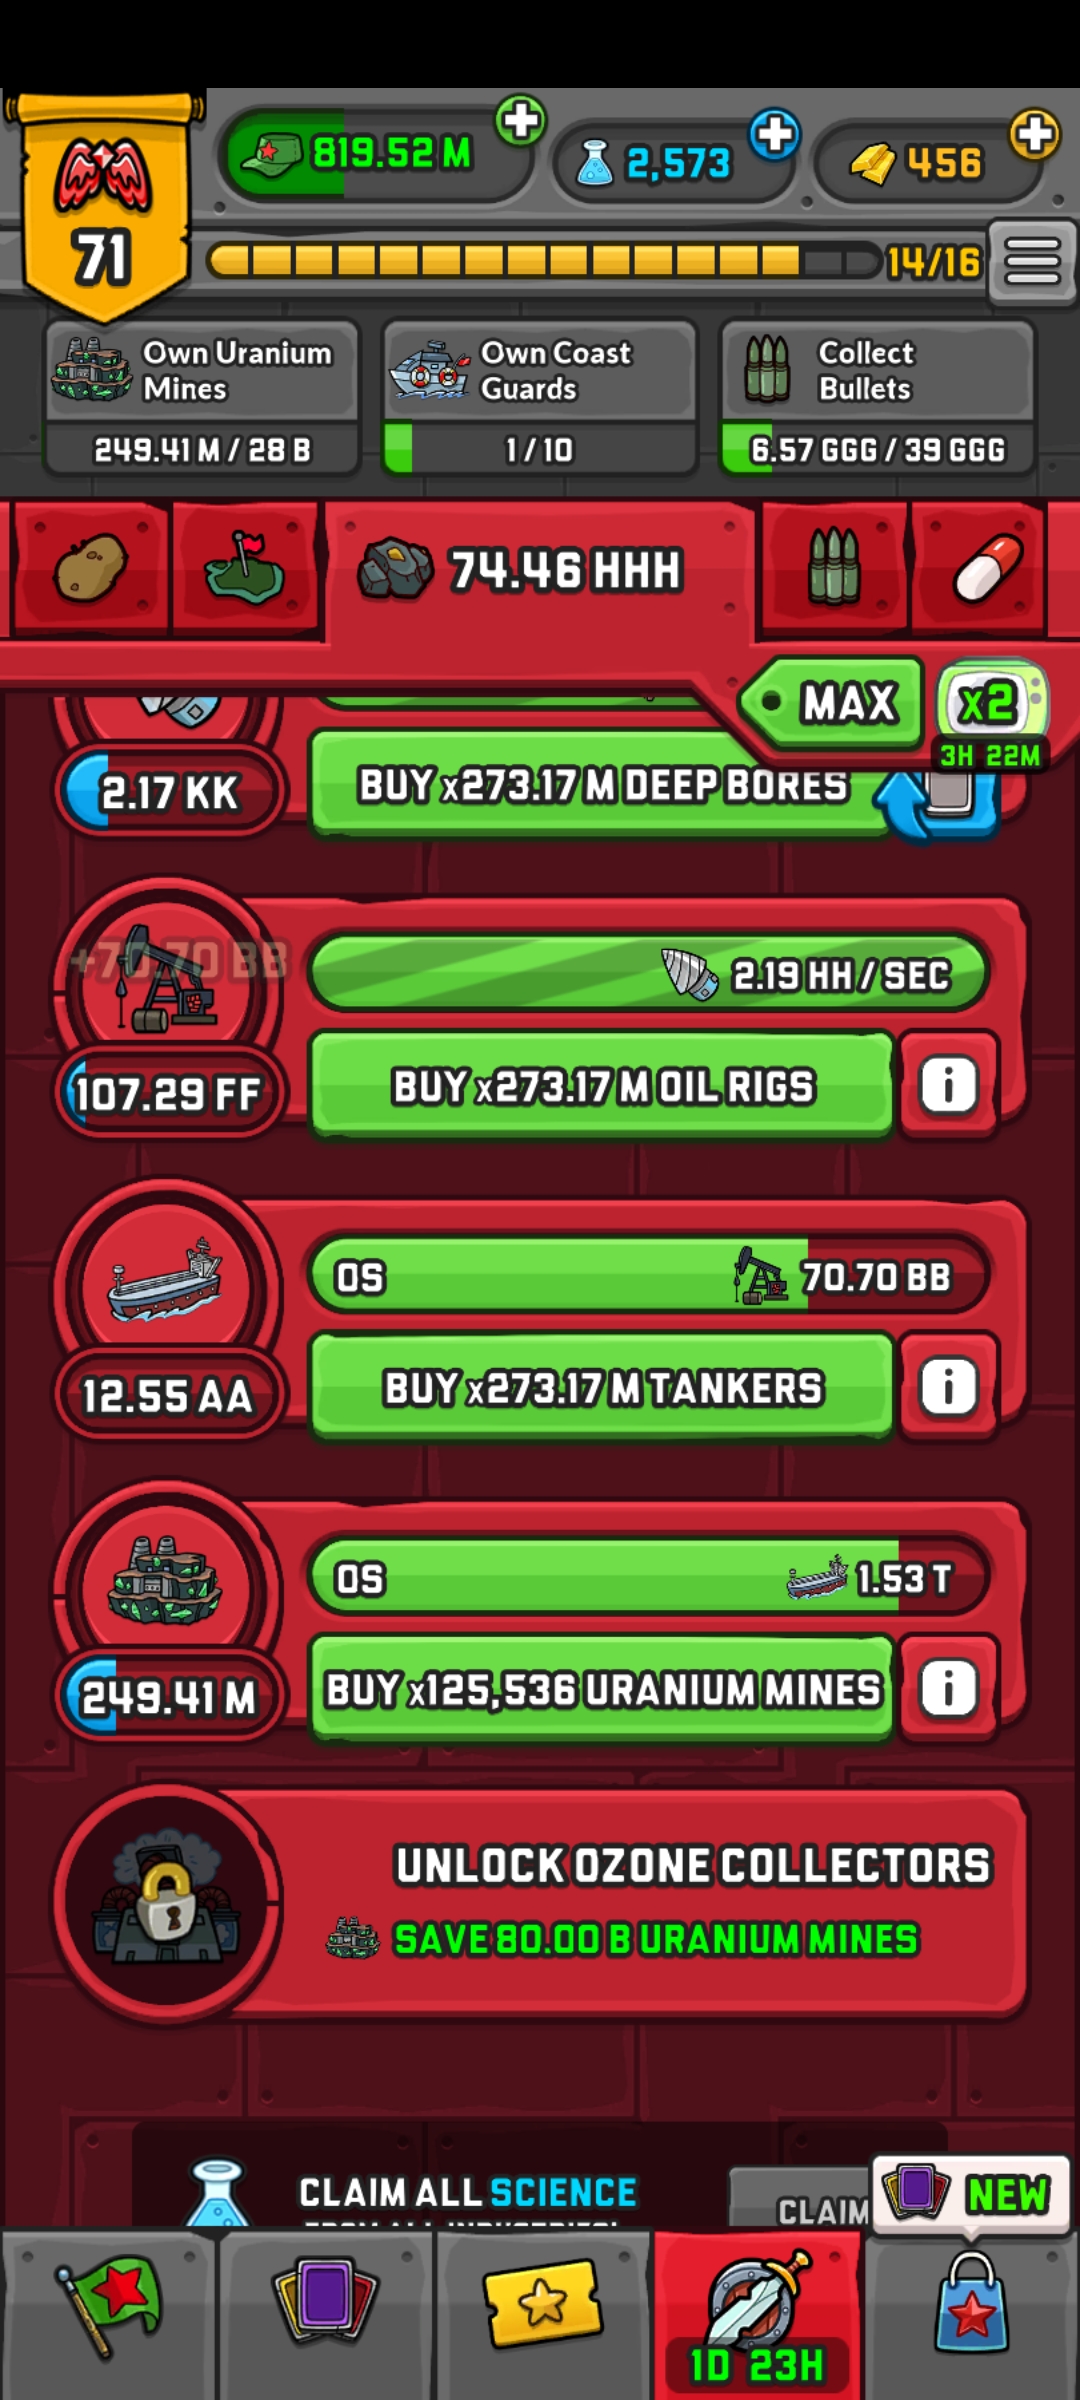 819.52 M
2,573
456
71
14/16
Own Uranium
Mines
249.41 M / 28 B
Own Coast
Guards
1 / 10
Collect
Bullets
6.57 GGG / 39 GGG
74.46 HHH
MAX
x2
3H 22M
2.17 KK
BUY x273.17 M DEEP BORES
+70.70 BB
2.19 HH / SEC
107.29 FF
BUY x273.17 M OIL RIGS
i
0S
70.70 BB
12.55 AA
BUY x273.17 M TANKERS
i
0S
1.53 T
249.41 M
BUY x125,536 URANIUM MINES
i
UNLOCK OZONE COLLECTORS
SAVE 80.00 B URANIUM MINES
CLAIM ALL SCIENCE
FROM ALL INDUSTRIES!
CLAIM
NEW
1D 23H